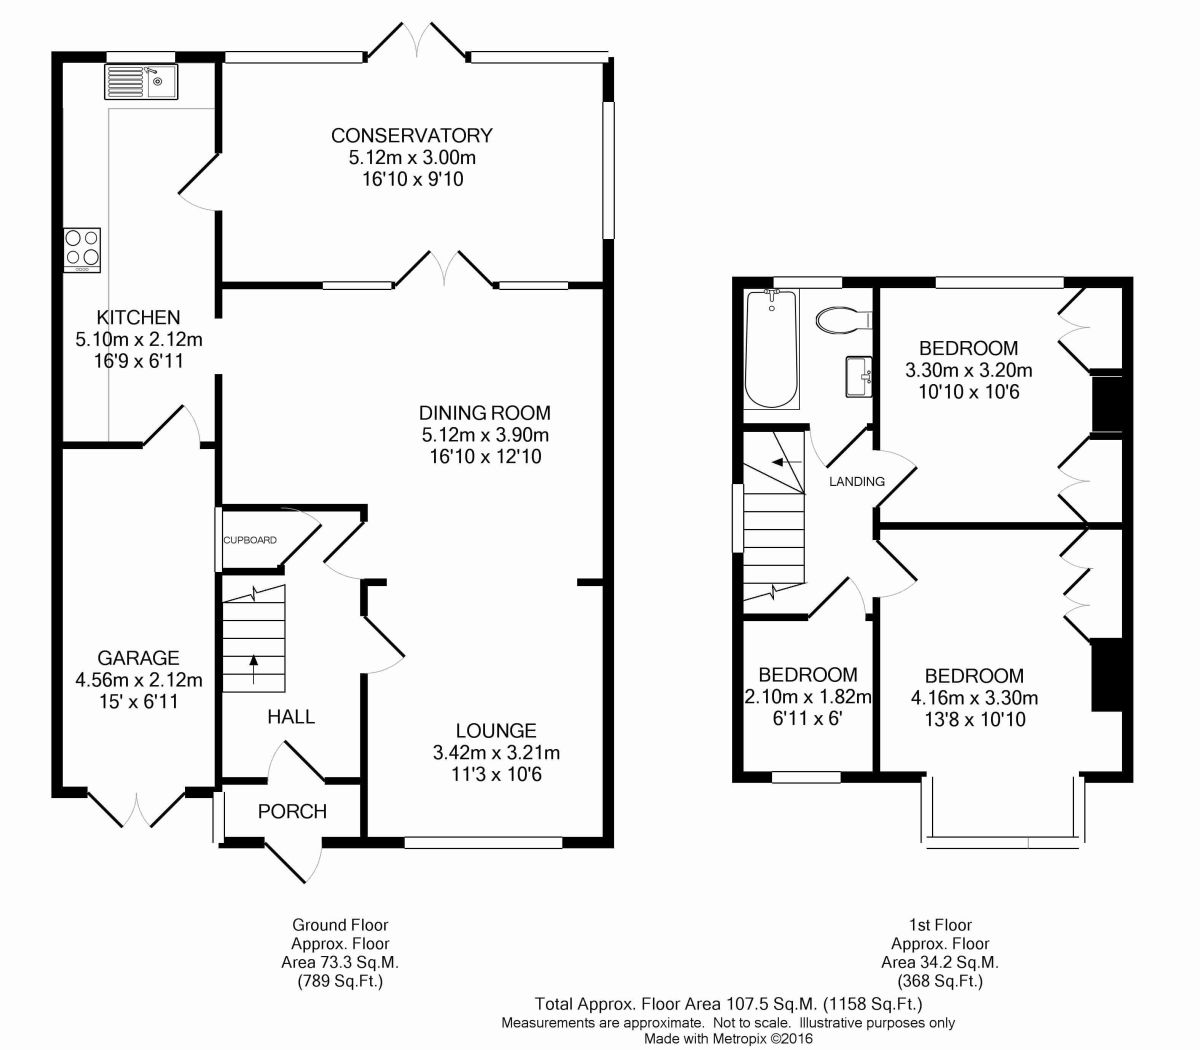 CONSERVATORY
5.12m x 3.00m
16'10 x 9'10
KITCHEN
5.10m x 2.12m
16'9 x 6'11
DINING ROOM
5.12m x 3.90m
16'10 x 12'10
CUPBOARD
GARAGE
4.56m x 2.12m
15' x 6'11
HALL
LOUNGE
3.42m x 3.21m
11'3 x 10'6
PORCH
BEDROOM
3.30m x 3.20m
10'10 x 10'6
LANDING
BEDROOM
2.10m x 1.82m
6'11 x 6'
BEDROOM
4.16m x 3.30m
13'8 x 10'10
Ground Floor
Approx. Floor
Area 73.3 Sq.M.
(789 Sq.Ft.)
1st Floor
Approx. Floor
Area 34.2 Sq.M.
(368 Sq.Ft.)
Total Approx. Floor Area 107.5 Sq.M. (1158 Sq.Ft.)
Measurements are approximate. Not to scale. Illustrative purposes only
Made with Metropix ©2016